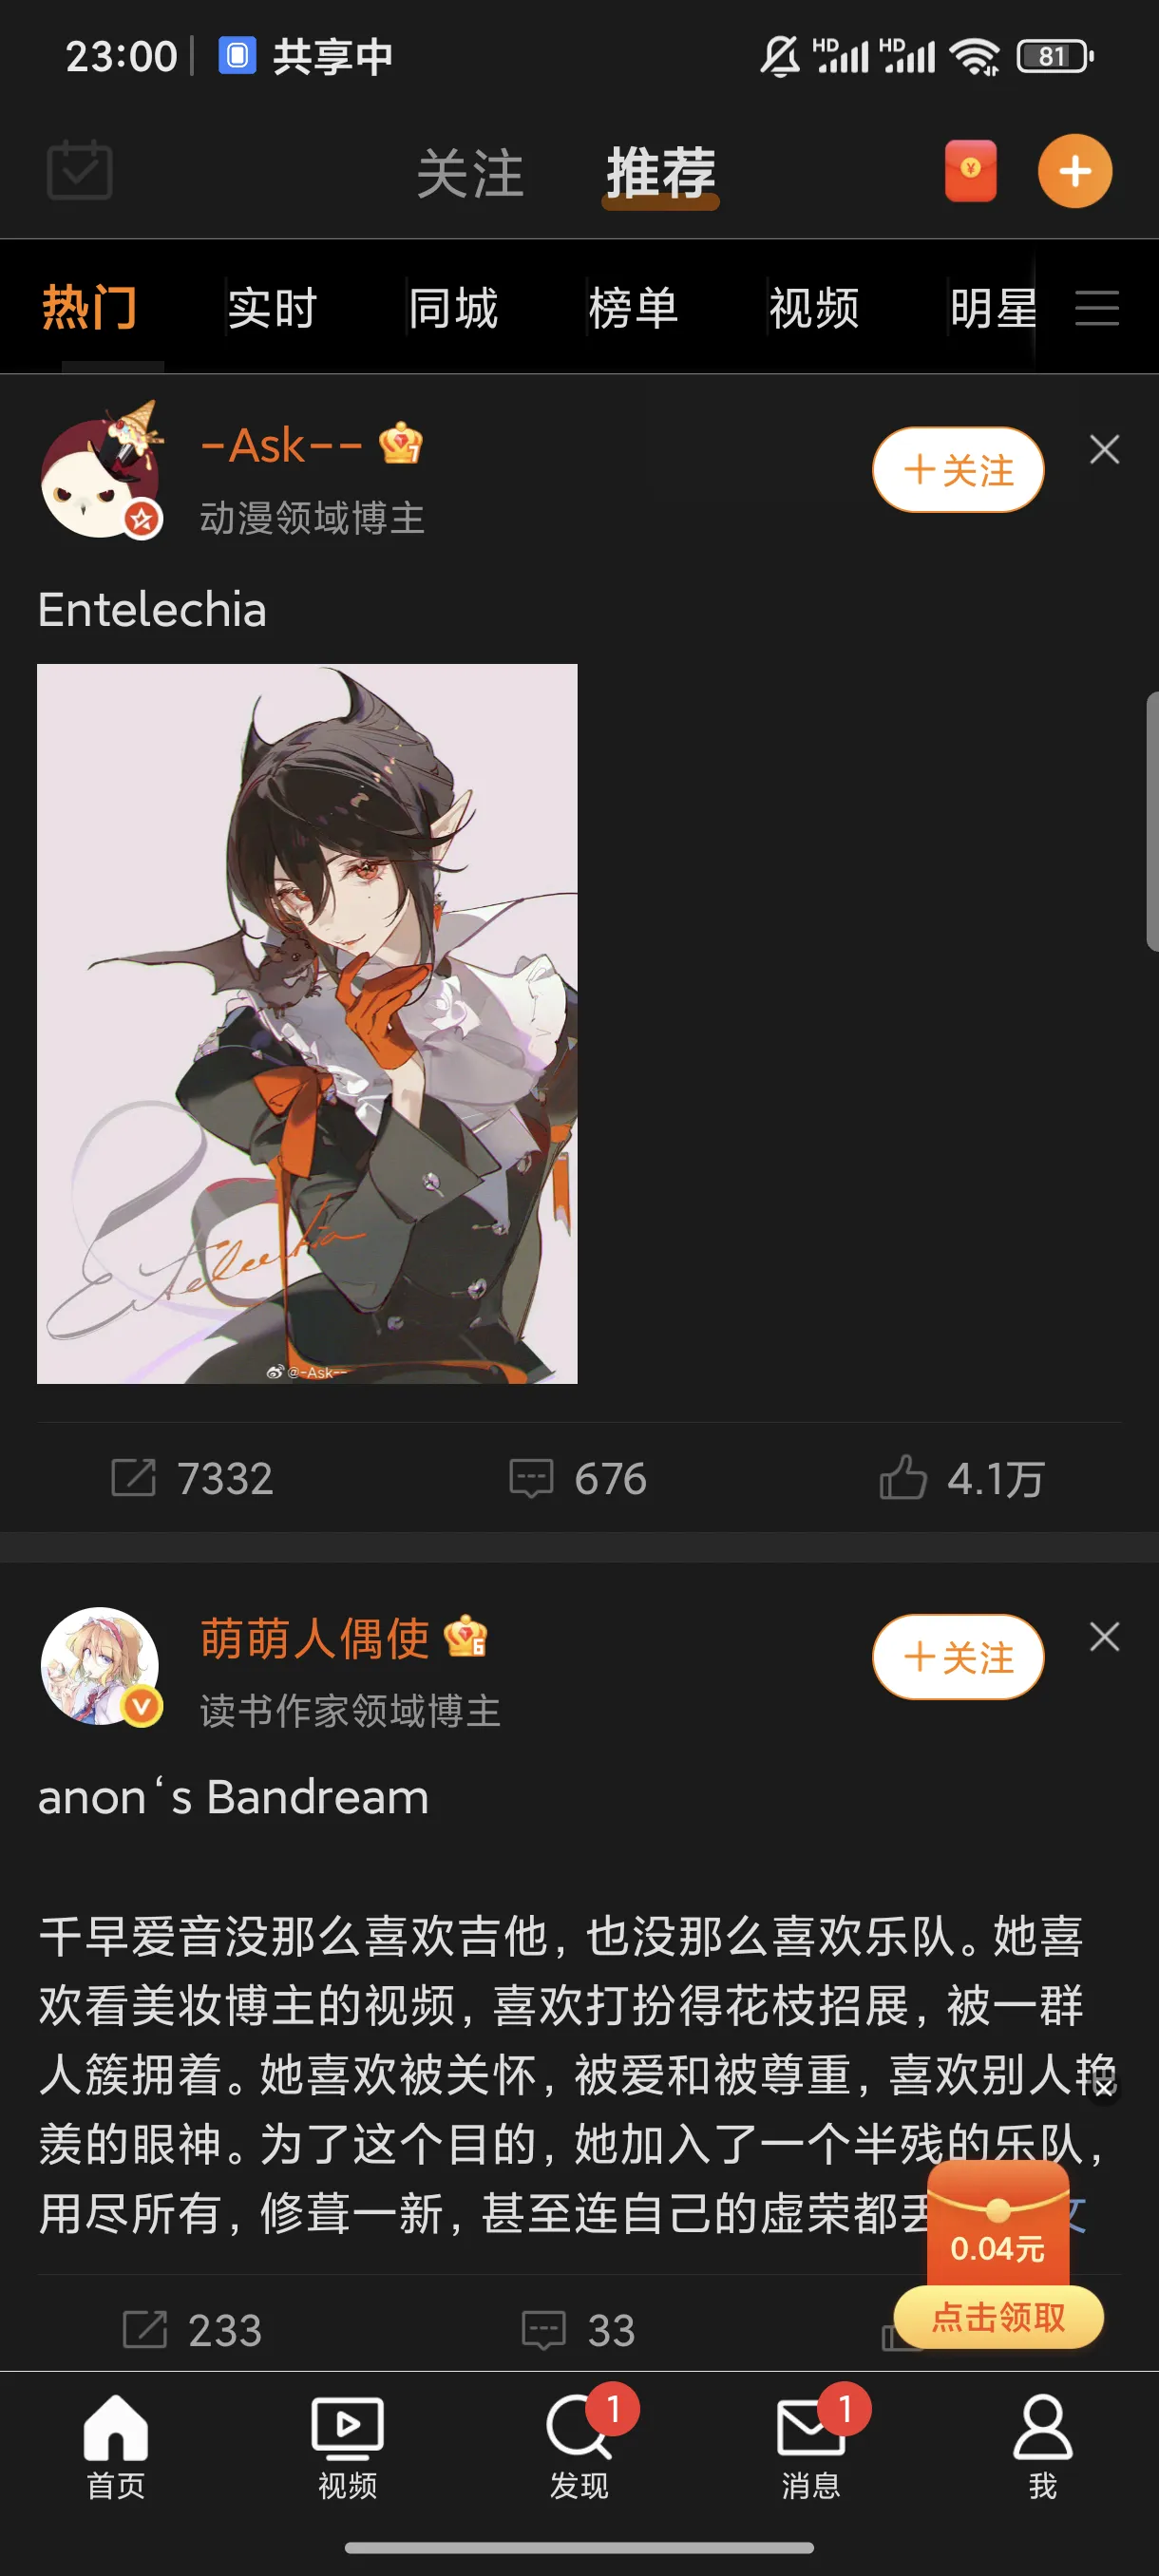 23:00 共享中 HD HD 81
关注 推荐
热门 实时 同城 榜单 视频 明星
-Ask-- 7
+关注
动漫领域博主
Entelechia
Entelechia
@-Ask--
7332 676 4.1万
萌萌人偶使 6
+关注
读书作家领域博主
anon‘s Bandream
千早爱音没那么喜欢吉他，也没那么喜欢乐队。她喜
欢看美妆博主的视频，喜欢打扮得花枝招展，被一群
人簇拥着。她喜欢被关怀，被爱和被尊重，喜欢别人艳
羡的眼神。为了这个目的，她加入了一个半残的乐队，
用尽所有，修葺一新，甚至连自己的虚荣都丢
0.04元
点击领取
233 33
1 1
首页 视频 发现 消息 我